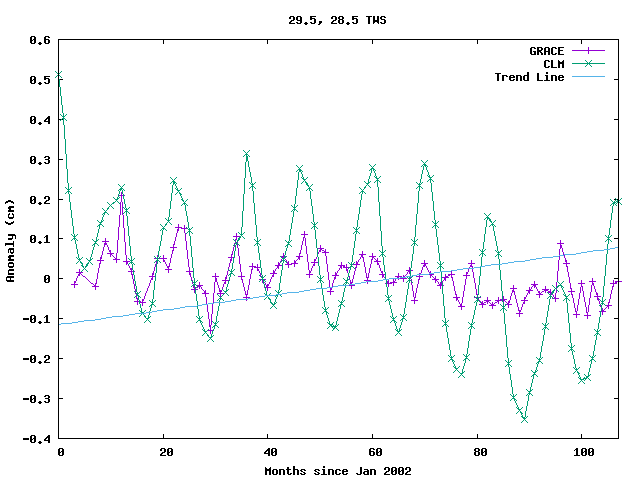 29.5, 28.5 TWS
GRACE
CLM
Trend Line
0.6
0.5
0.4
0.3
0.2
0.1
0
-0.1
-0.2
-0.3
-0.4
Anomaly (cm)
0 20 40 60 80 100
Months since Jan 2002